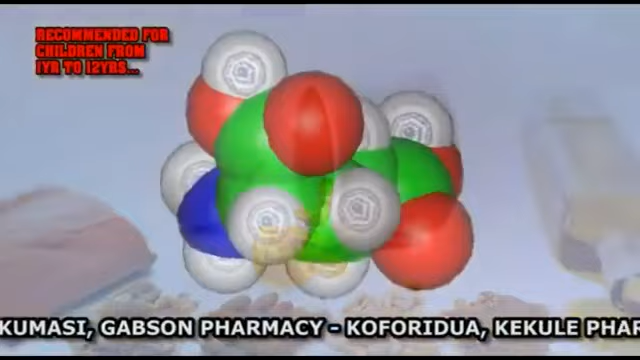 RECOMMENDED FOR
CHILDREN FROM
1YR TO 12YRS...
KUMASI, GABSON PHARMACY - KOFORIDUA, KEKULE PHAR